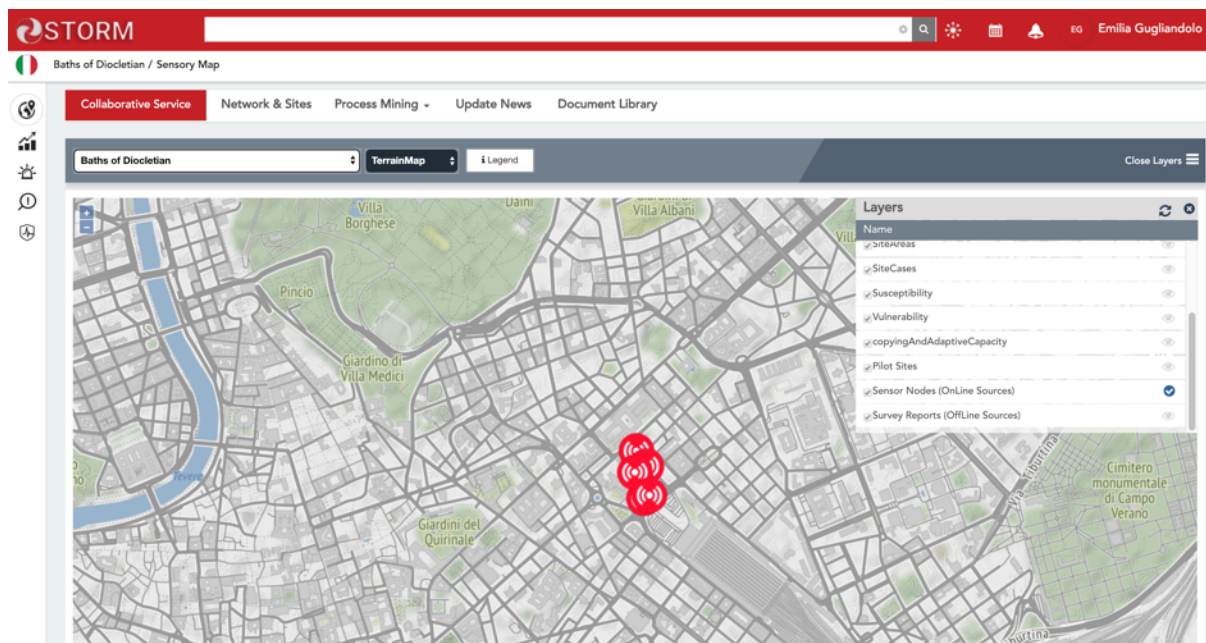 STORM
EG Emilia Gugliandolo
Baths of Diocletian / Sensory Map
Collaborative Service Network & Sites Process Mining Update News Document Library
Baths of Diocletian TerrainMap i Legend Close Layers
Layers
Name
SiteAreas
SiteCases
Susceptibility
Vulnerability
copyingAndAdaptiveCapacity
Pilot Sites
Sensor Nodes (OnLine Sources)
Survey Reports (OffLine Sources)
+
−
Villa
Borghese
Daini
Villa Albani
Pincio
Giardino di
Villa Medici
Tevere
Giardini del
Quirinale
Via Tiburtina
Cimitero
monumentale
di Campo
Verano